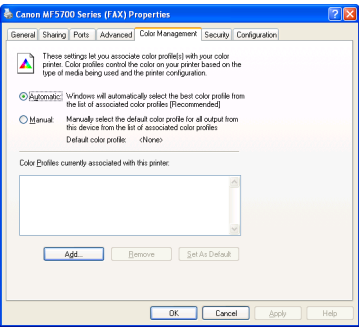 Canon MF5700 Series (FAX) Properties
General Sharing Ports Advanced Color Management Security Configuration
These settings let you associate color profile(s) with your color
printer. Color profiles control the color on your printer based on the
type of media being used and the printer configuration.
Automatic: Windows will automatically select the best color profile from
the list of associated color profiles [Recommended]
Manual: Manually select the default color profile for all output from
this device from the list of associated color profiles
Default color profile: <None>
Color Profiles currently associated with this printer:
Add... Remove Set As Default
OK Cancel Apply Help